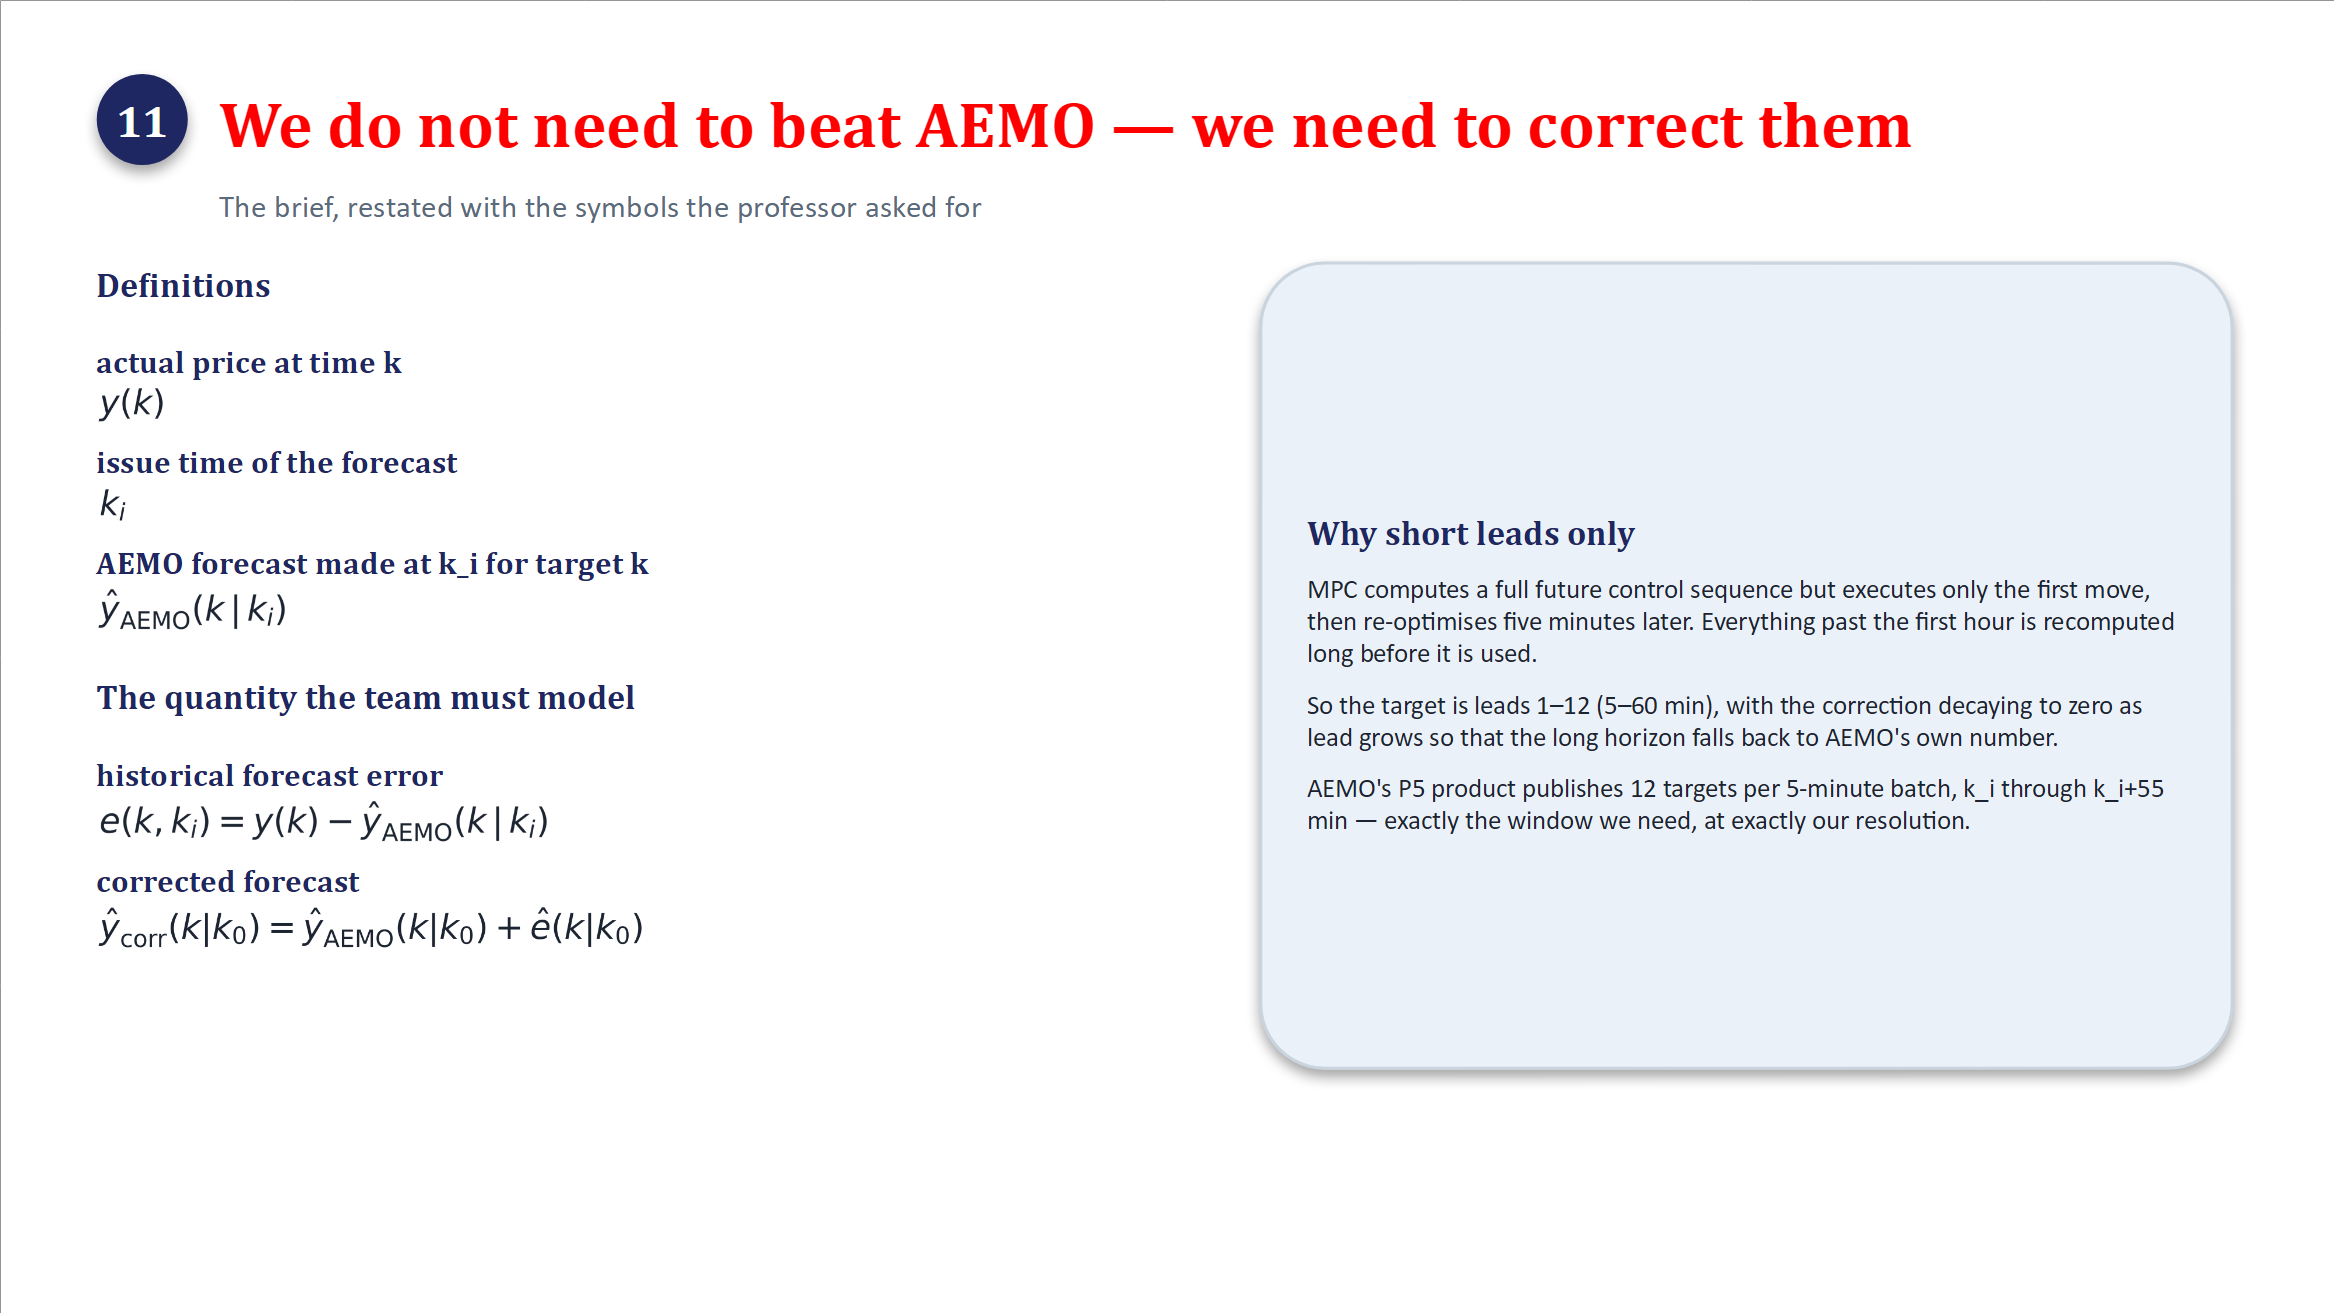 11
We do not need to beat AEMO — we need to correct them
The brief, restated with the symbols the professor asked for
Definitions
actual price at time k
y(k)
issue time of the forecast
kᵢ
AEMO forecast made at k_i for target k
ŷ_AEMO(k | kᵢ)
The quantity the team must model
historical forecast error
e(k, kᵢ) = y(k) − ŷ_AEMO(k | kᵢ)
corrected forecast
ŷ_corr(k|k₀) = ŷ_AEMO(k|k₀) + ê(k|k₀)
Why short leads only
MPC computes a full future control sequence but executes only the first move,
then re-optimises five minutes later. Everything past the first hour is recomputed
long before it is used.
So the target is leads 1–12 (5–60 min), with the correction decaying to zero as
lead grows so that the long horizon falls back to AEMO's own number.
AEMO's P5 product publishes 12 targets per 5-minute batch, k_i through k_i+55
min — exactly the window we need, at exactly our resolution.